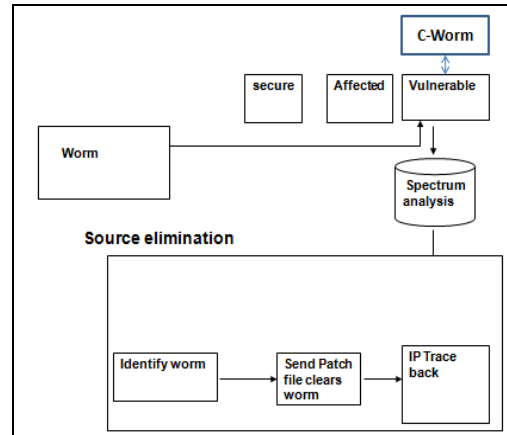 C-Worm
secure
Affected
Vulnerable
Worm
Spectrum
analysis
Source elimination
Identify worm
Send Patch
file clears
worm
IP Trace
back